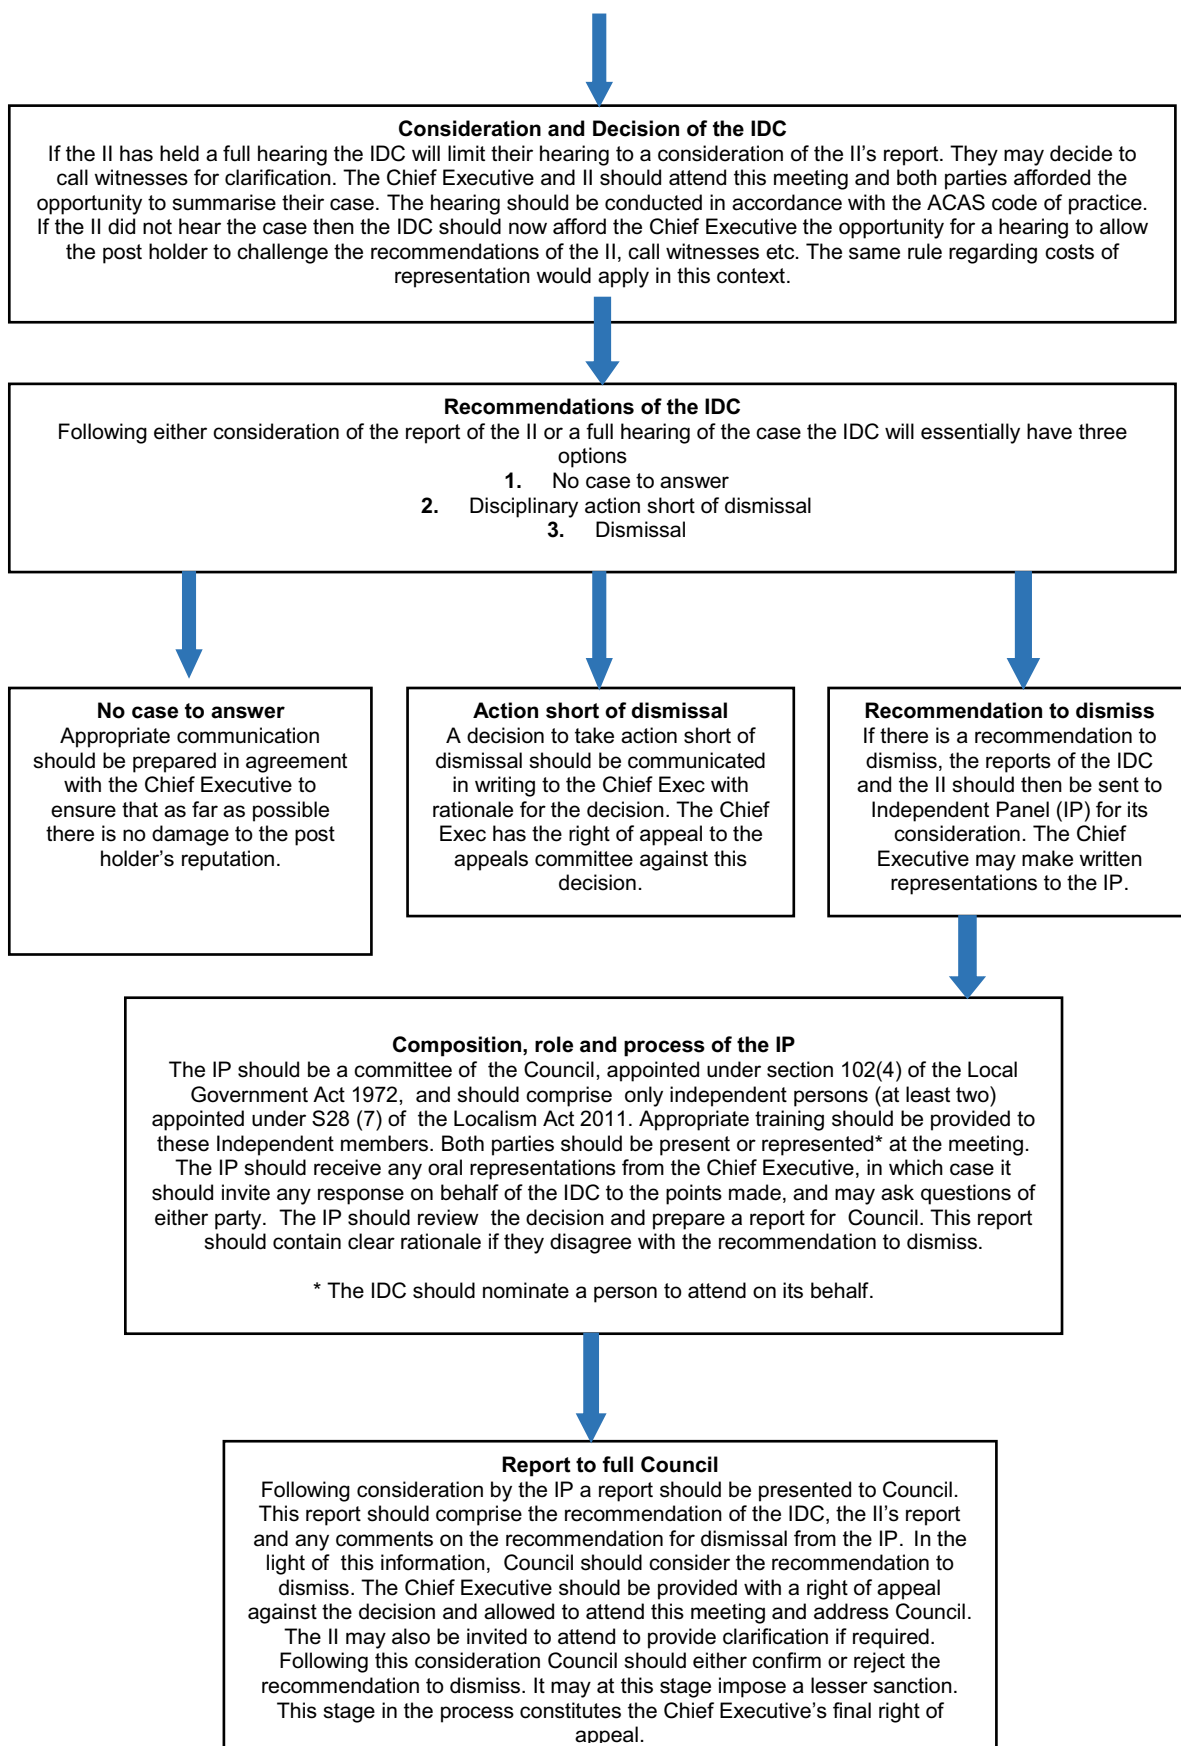 Consideration and Decision of the IDC
If the II has held a full hearing the IDC will limit their hearing to a consideration of the II's report. They may decide to
call witnesses for clarification. The Chief Executive and II should attend this meeting and both parties afforded the
opportunity to summarise their case. The hearing should be conducted in accordance with the ACAS code of practice.
If the II did not hear the case then the IDC should now afford the Chief Executive the opportunity for a hearing to allow
the post holder to challenge the recommendations of the II, call witnesses etc. The same rule regarding costs of
representation would apply in this context.
Recommendations of the IDC
Following either consideration of the report of the II or a full hearing of the case the IDC will essentially have three
options
1. No case to answer
2. Disciplinary action short of dismissal
3. Dismissal
No case to answer
Appropriate communication
should be prepared in agreement
with the Chief Executive to
ensure that as far as possible
there is no damage to the post
holder's reputation.
Action short of dismissal
A decision to take action short of
dismissal should be communicated
in writing to the Chief Exec with
rationale for the decision. The Chief
Exec has the right of appeal to the
appeals committee against this
decision.
Recommendation to dismiss
If there is a recommendation to
dismiss, the reports of the IDC
and the II should then be sent to
Independent Panel (IP) for its
consideration. The Chief
Executive may make written
representations to the IP.
Composition, role and process of the IP
The IP should be a committee of the Council, appointed under section 102(4) of the Local
Government Act 1972, and should comprise only independent persons (at least two)
appointed under S28 (7) of the Localism Act 2011. Appropriate training should be provided to
these Independent members. Both parties should be present or represented* at the meeting.
The IP should receive any oral representations from the Chief Executive, in which case it
should invite any response on behalf of the IDC to the points made, and may ask questions of
either party. The IP should review the decision and prepare a report for Council. This report
should contain clear rationale if they disagree with the recommendation to dismiss.
* The IDC should nominate a person to attend on its behalf.
Report to full Council
Following consideration by the IP a report should be presented to Council.
This report should comprise the recommendation of the IDC, the II's report
and any comments on the recommendation for dismissal from the IP. In the
light of this information, Council should consider the recommendation to
dismiss. The Chief Executive should be provided with a right of appeal
against the decision and allowed to attend this meeting and address Council.
The II may also be invited to attend to provide clarification if required.
Following this consideration Council should either confirm or reject the
recommendation to dismiss. It may at this stage impose a lesser sanction.
This stage in the process constitutes the Chief Executive's final right of
appeal.